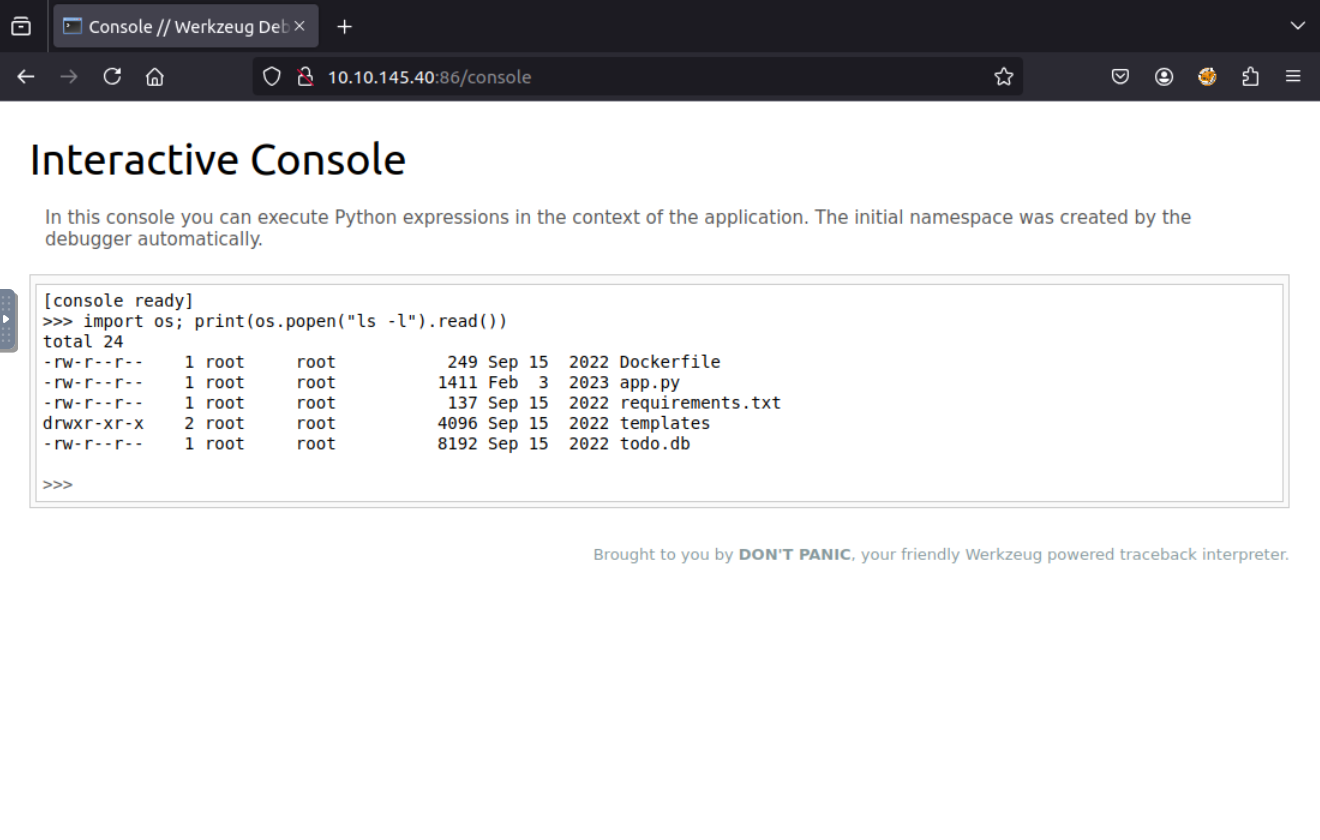 Console // Werkzeug Deb
10.10.145.40:86/console
Interactive Console
In this console you can execute Python expressions in the context of the application. The initial namespace was created by the
debugger automatically.
[console ready]
>>> import os; print(os.popen("ls -l").read())
total 24
-rw-r--r--    1 root     root           249 Sep 15  2022 Dockerfile
-rw-r--r--    1 root     root          1411 Feb  3  2023 app.py
-rw-r--r--    1 root     root           137 Sep 15  2022 requirements.txt
drwxr-xr-x    2 root     root          4096 Sep 15  2022 templates
-rw-r--r--    1 root     root          8192 Sep 15  2022 todo.db
>>>
Brought to you by DON'T PANIC, your friendly Werkzeug powered traceback interpreter.